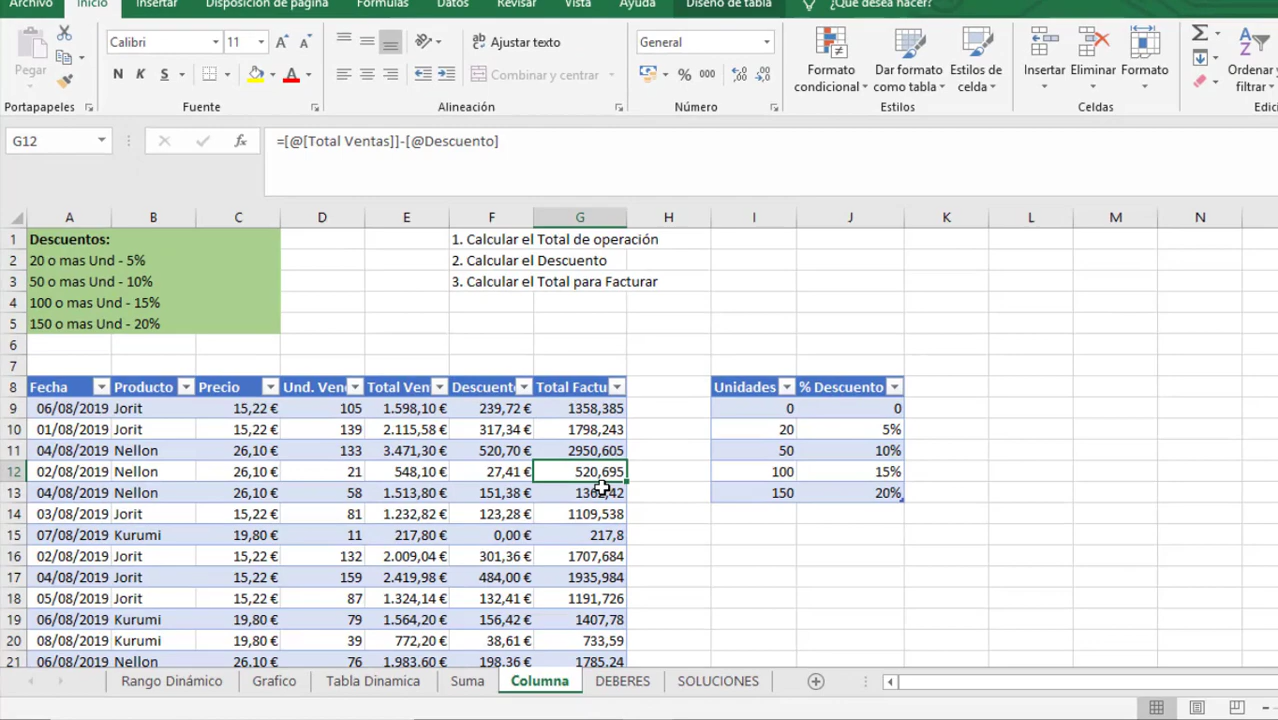 Archivo Inicio Insertar Disposición de página Fórmulas Datos Revisar Vista Ayuda Diseño de tabla ¿Qué desea hacer?
Pegar Calibri 11 Ajustar texto General
N K S Combinar y centrar % 000 Formato condicional Dar formato como tabla Estilos de celda Insertar Eliminar Formato Ordenar y filtrar
Portapapeles Fuente Alineación Número Estilos Celdas
G12 fx =[@[Total Ventas]]-[@Descuento]
A B C D E F G H I J K L M N
1 Descuentos: 1. Calcular el Total de operación
2 20 o mas Und - 5% 2. Calcular el Descuento
3 50 o mas Und - 10% 3. Calcular el Total para Facturar
4 100 o mas Und - 15%
5 150 o mas Und - 20%
6
7
8 Fecha Producto Precio Und. Ven Total Ven Descuent Total Factu Unidades % Descuento
9 06/08/2019 Jorit 15,22 € 105 1.598,10 € 239,72 € 1358,385 0 0
10 01/08/2019 Jorit 15,22 € 139 2.115,58 € 317,34 € 1798,243 20 5%
11 04/08/2019 Nellon 26,10 € 133 3.471,30 € 520,70 € 2950,605 50 10%
12 02/08/2019 Nellon 26,10 € 21 548,10 € 27,41 € 520,695 100 15%
13 04/08/2019 Nellon 26,10 € 58 1.513,80 € 151,38 € 150 20%
14 03/08/2019 Jorit 15,22 € 81 1.232,82 € 123,28 € 1109,538
15 07/08/2019 Kurumi 19,80 € 11 217,80 € 0,00 € 217,8
16 02/08/2019 Jorit 15,22 € 132 2.009,04 € 301,36 € 1707,684
17 04/08/2019 Jorit 15,22 € 159 2.419,98 € 484,00 € 1935,984
18 05/08/2019 Jorit 15,22 € 87 1.324,14 € 132,41 € 1191,726
19 06/08/2019 Kurumi 19,80 € 79 1.564,20 € 156,42 € 1407,78
20 08/08/2019 Kurumi 19,80 € 39 772,20 € 38,61 € 733,59
21 06/08/2019 Nellon 26,10 € 76 1.983,60 € 198,36 € 1785,24
Rango Dinámico Grafico Tabla Dinamica Suma Columna DEBERES SOLUCIONES